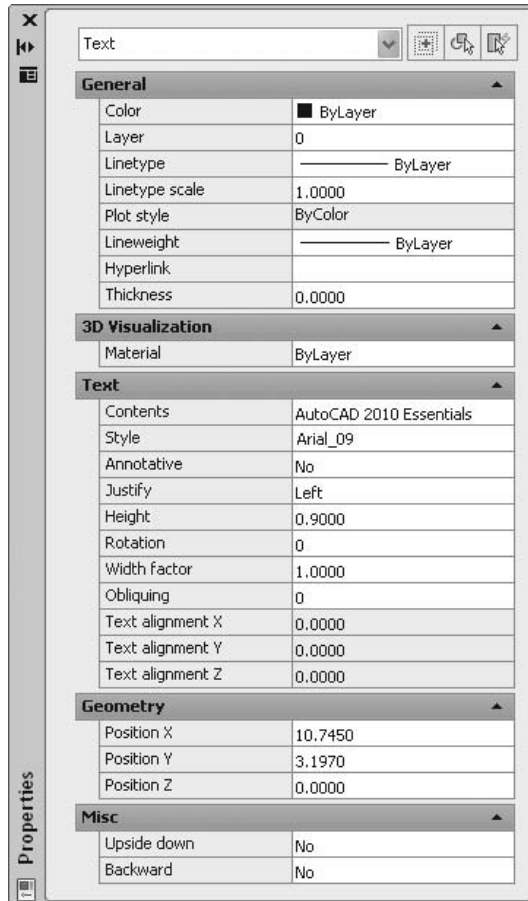 Text
General
Color ByLayer
Layer 0
Linetype ByLayer
Linetype scale 1.0000
Plot style ByColor
Lineweight ByLayer
Hyperlink
Thickness 0.0000
3D Visualization
Material ByLayer
Text
Contents AutoCAD 2010 Essentials
Style Arial_09
Annotative No
Justify Left
Height 0.9000
Rotation 0
Width factor 1.0000
Obliquing 0
Text alignment X 0.0000
Text alignment Y 0.0000
Text alignment Z 0.0000
Geometry
Position X 10.7450
Position Y 3.1970
Position Z 0.0000
Misc
Upside down No
Backward No
Properties